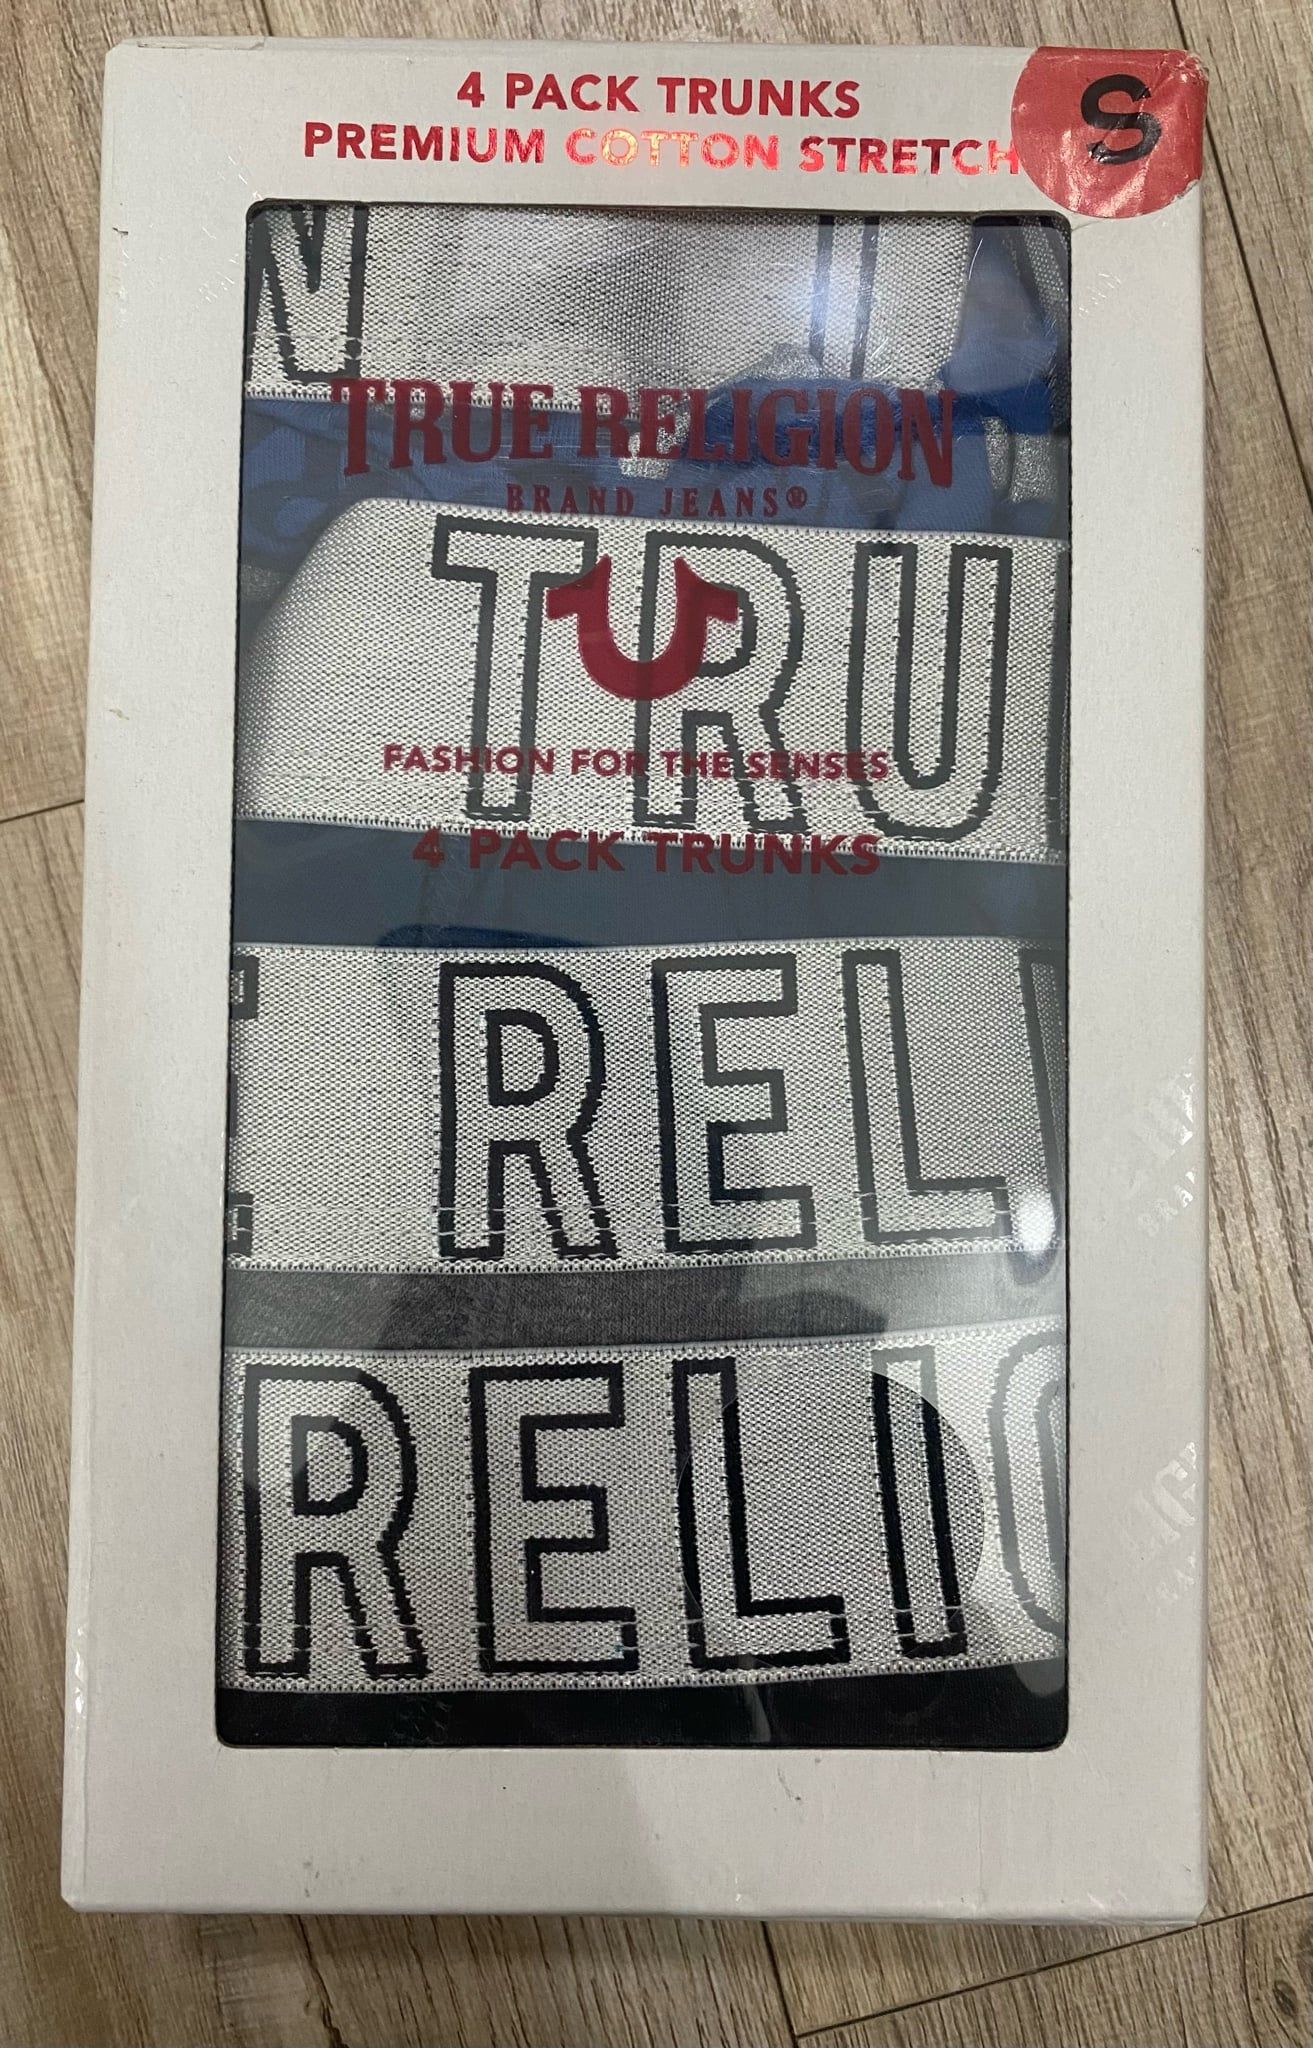 4 PACK TRUNKS
PREMIUM COTTON STRETCH
S
N
TRUE RELIGION
BRAND JEANS®
TRU
FASHION FOR THE SENSES
4 PACK TRUNKS
E RELI
RELIG